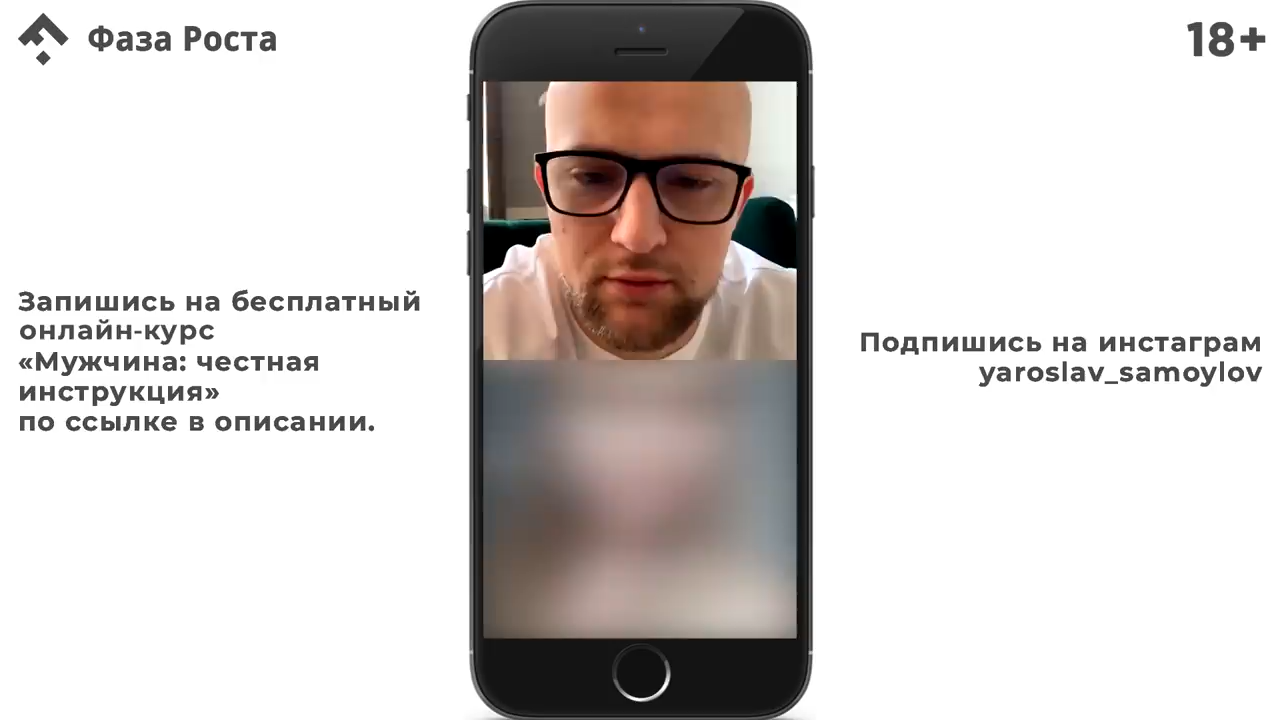 Фаза Роста
18+
Запишись на бесплатный
онлайн-курс
«Мужчина: честная
инструкция»
по ссылке в описании.
Подпишись на инстаграм
yaroslav_samoylov